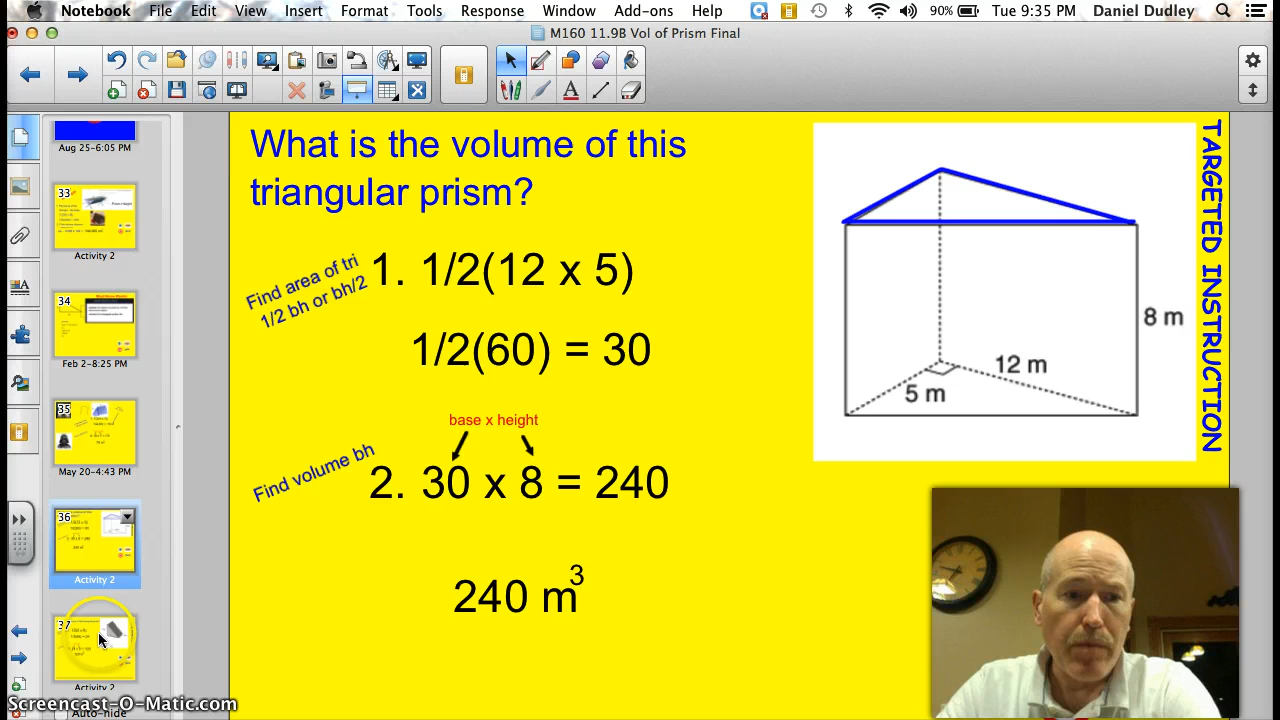 Notebook File Edit View Insert Format Tools Response Window Add-ons Help 90% Tue 9:35 PM Daniel Dudley
M160 11.9B Vol of Prism Final
Aug 25-6:05 PM
33
Activity 2
34
Feb 2-8:25 PM
35
May 20-4:43 PM
36
Activity 2
37
Activity 2
Auto-hide
What is the volume of this
triangular prism?
Find area of tri
1/2 bh or bh/2
1. 1/2(12 x 5)
1/2(60) = 30
base x height
Find volume bh
2. 30 x 8 = 240
240 m³
8 m
12 m
5 m
TARGETED INSTRUCTION
Screencast-O-Matic.com